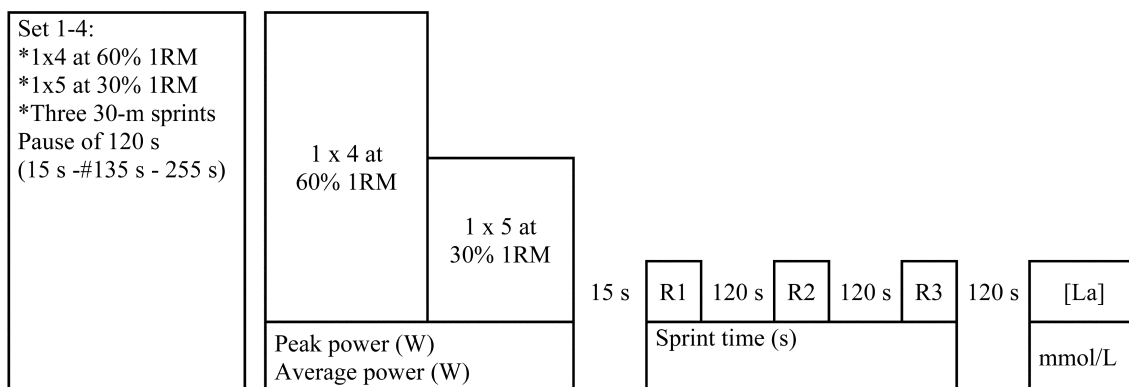 Set 1-4:
*1x4 at 60% 1RM
*1x5 at 30% 1RM
*Three 30-m sprints
Pause of 120 s
(15 s -#135 s - 255 s)
1 x 4 at
60% 1RM
1 x 5 at
30% 1RM
15 s
R1
120 s
R2
120 s
R3
120 s
[La]
Peak power (W)
Average power (W)
Sprint time (s)
mmol/L